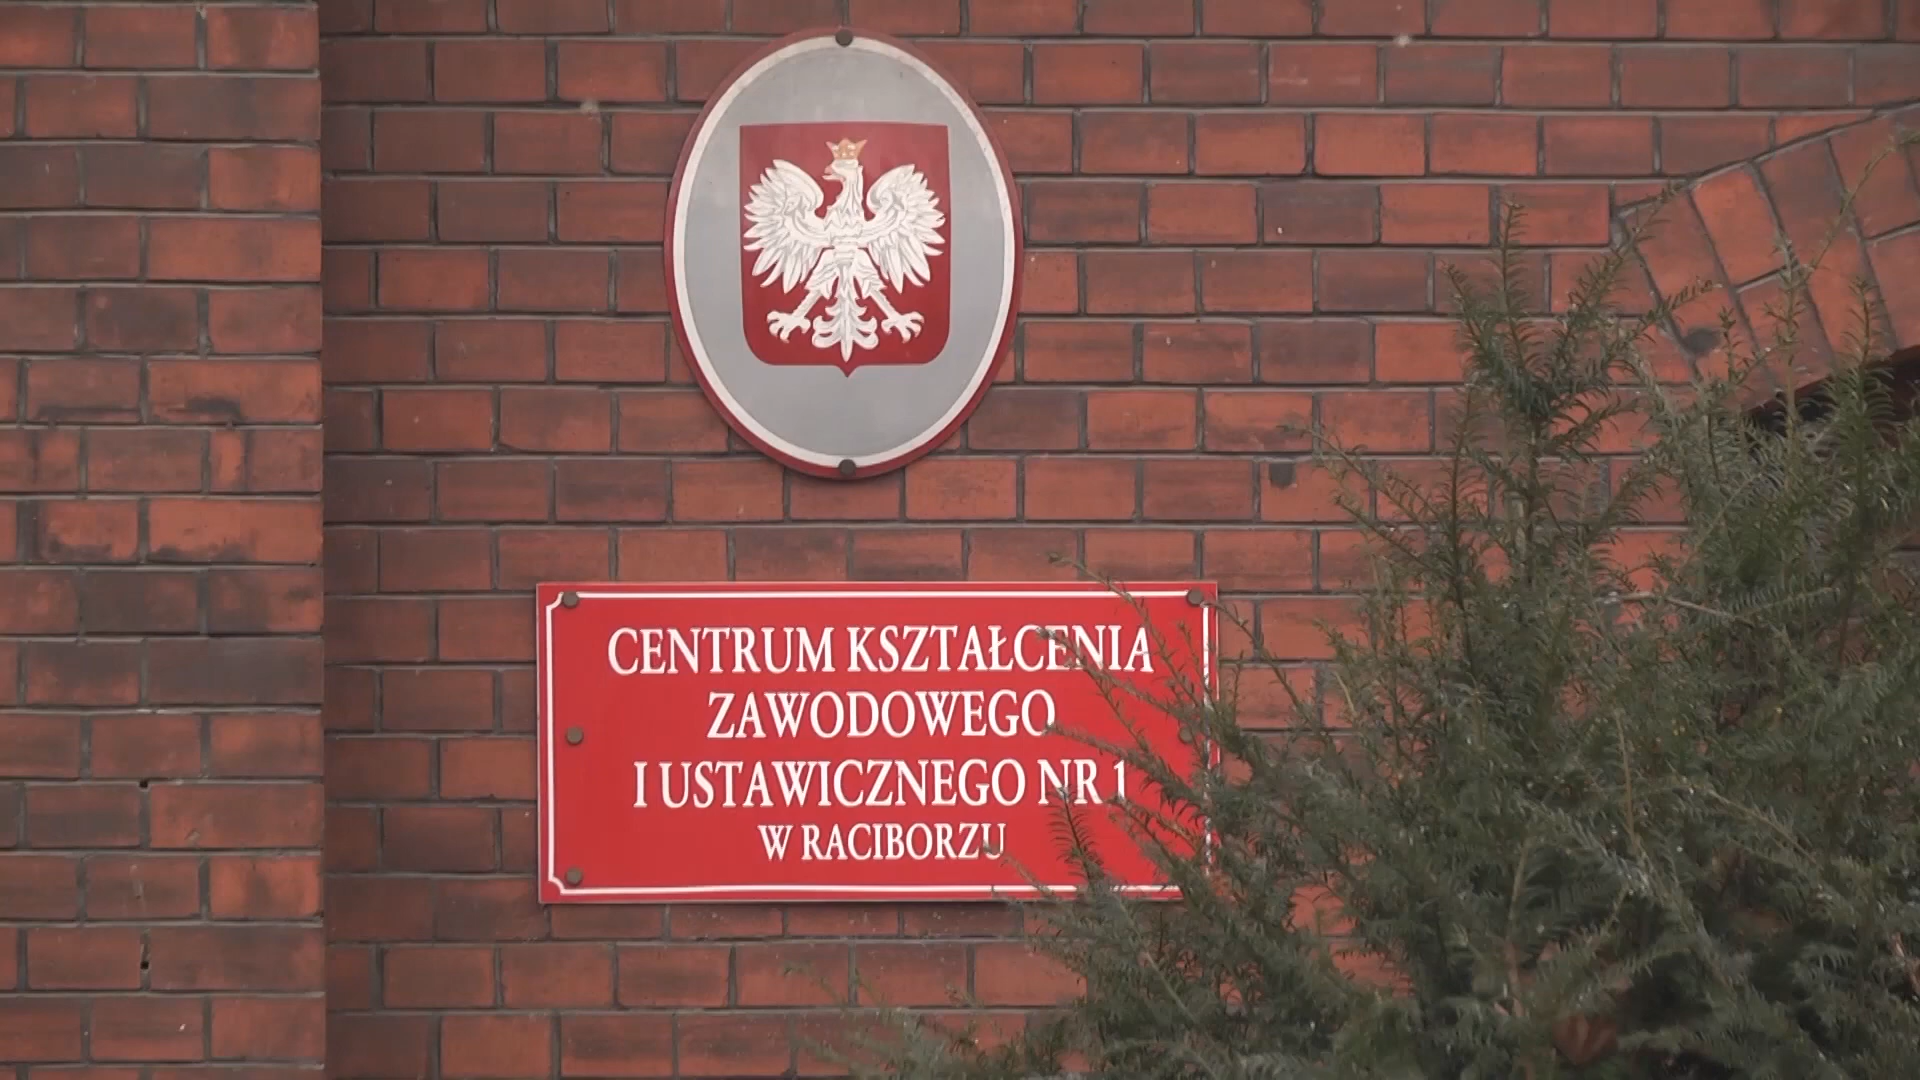 CENTRUM KSZTAŁCENIA
ZAWODOWEGO
I USTAWICZNEGO NR 1
W RACIBORZU